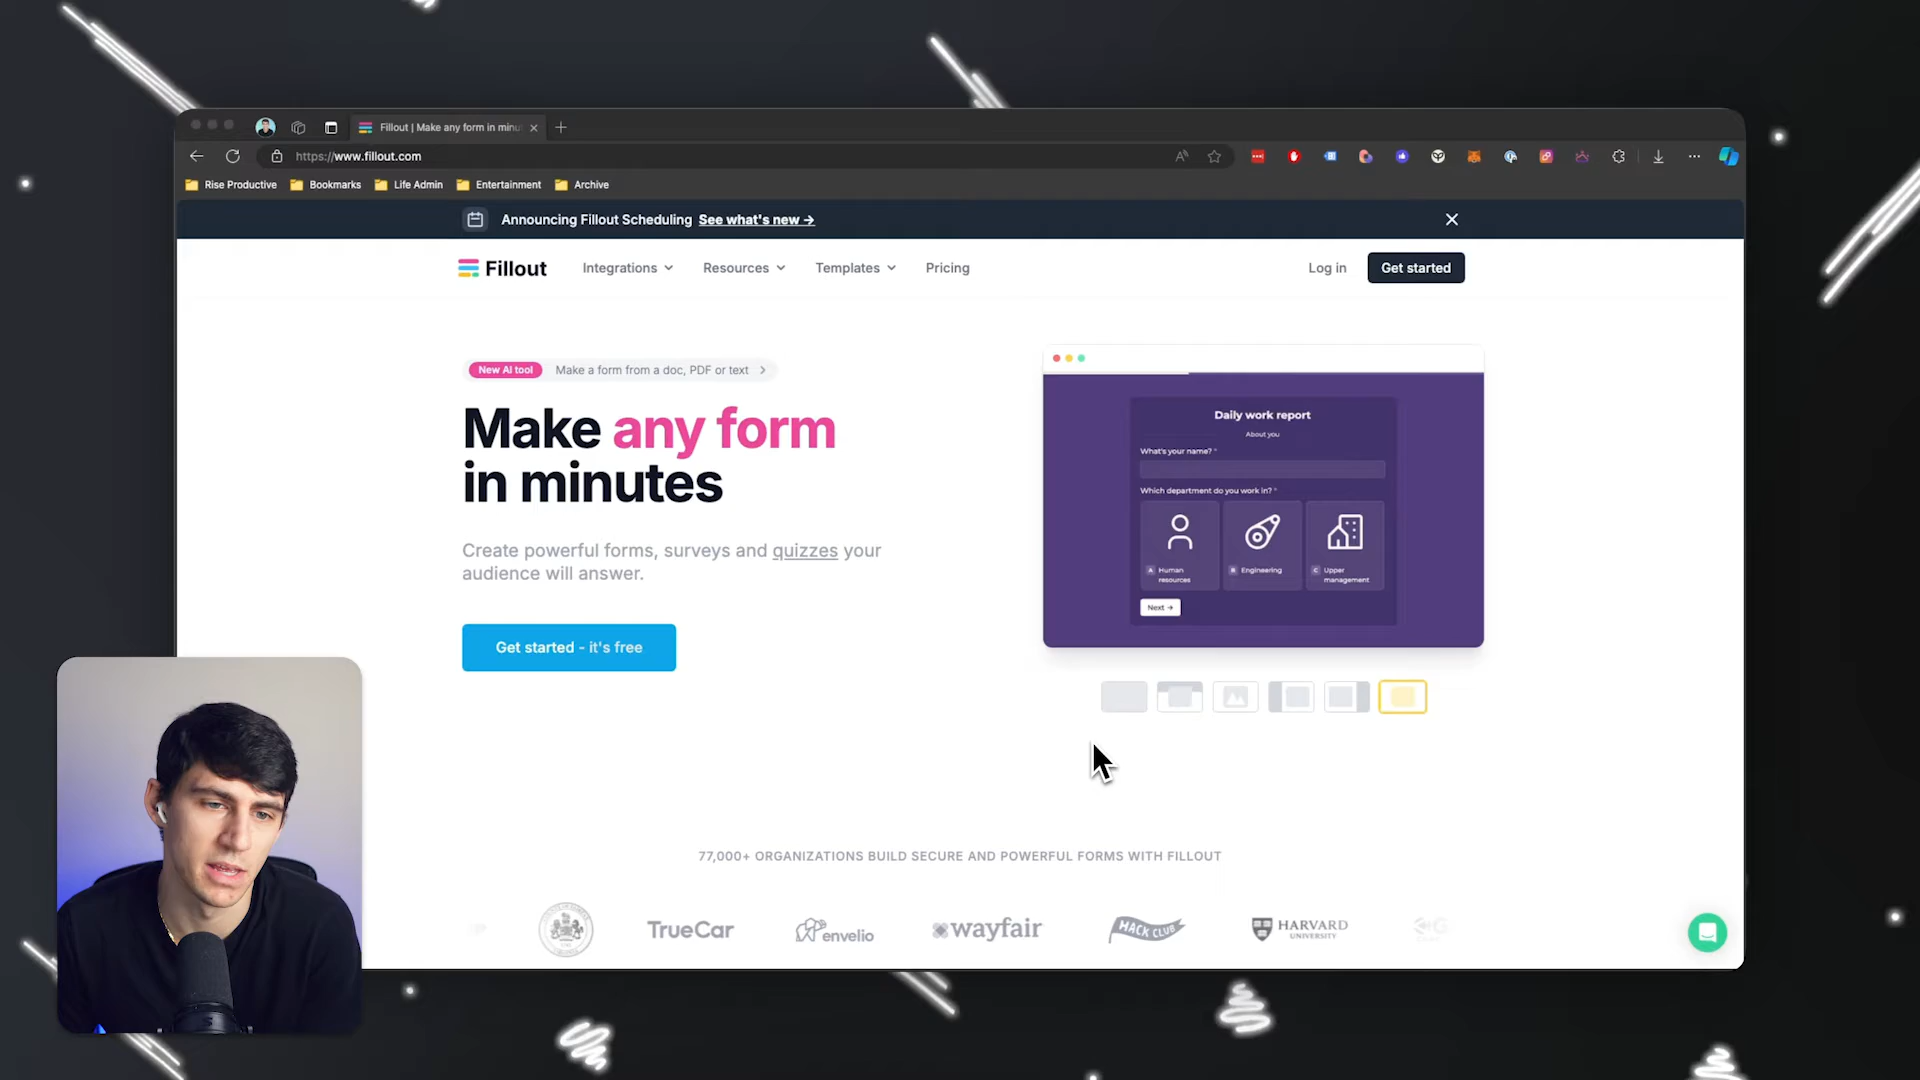 Fillout | Make any form in minu
https://www.fillout.com
Rise Productive
Bookmarks
Life Admin
Entertainment
Archive
Announcing Fillout Scheduling See what's new →
Fillout
Integrations
Resources
Templates
Pricing
Log in
Get started
New AI tool
Make a form from a doc, PDF or text
Make any form
in minutes
Create powerful forms, surveys and quizzes your
audience will answer.
Get started - it's free
Daily work report
About you
What's your name? *
Which department do you work in? *
A Human
resources
B Engineering
C Upper
management
Next →
77,000+ ORGANIZATIONS BUILD SECURE AND POWERFUL FORMS WITH FILLOUT
TrueCar
envelio
wayfair
HACK CLUB
HARVARD
UNIVERSITY